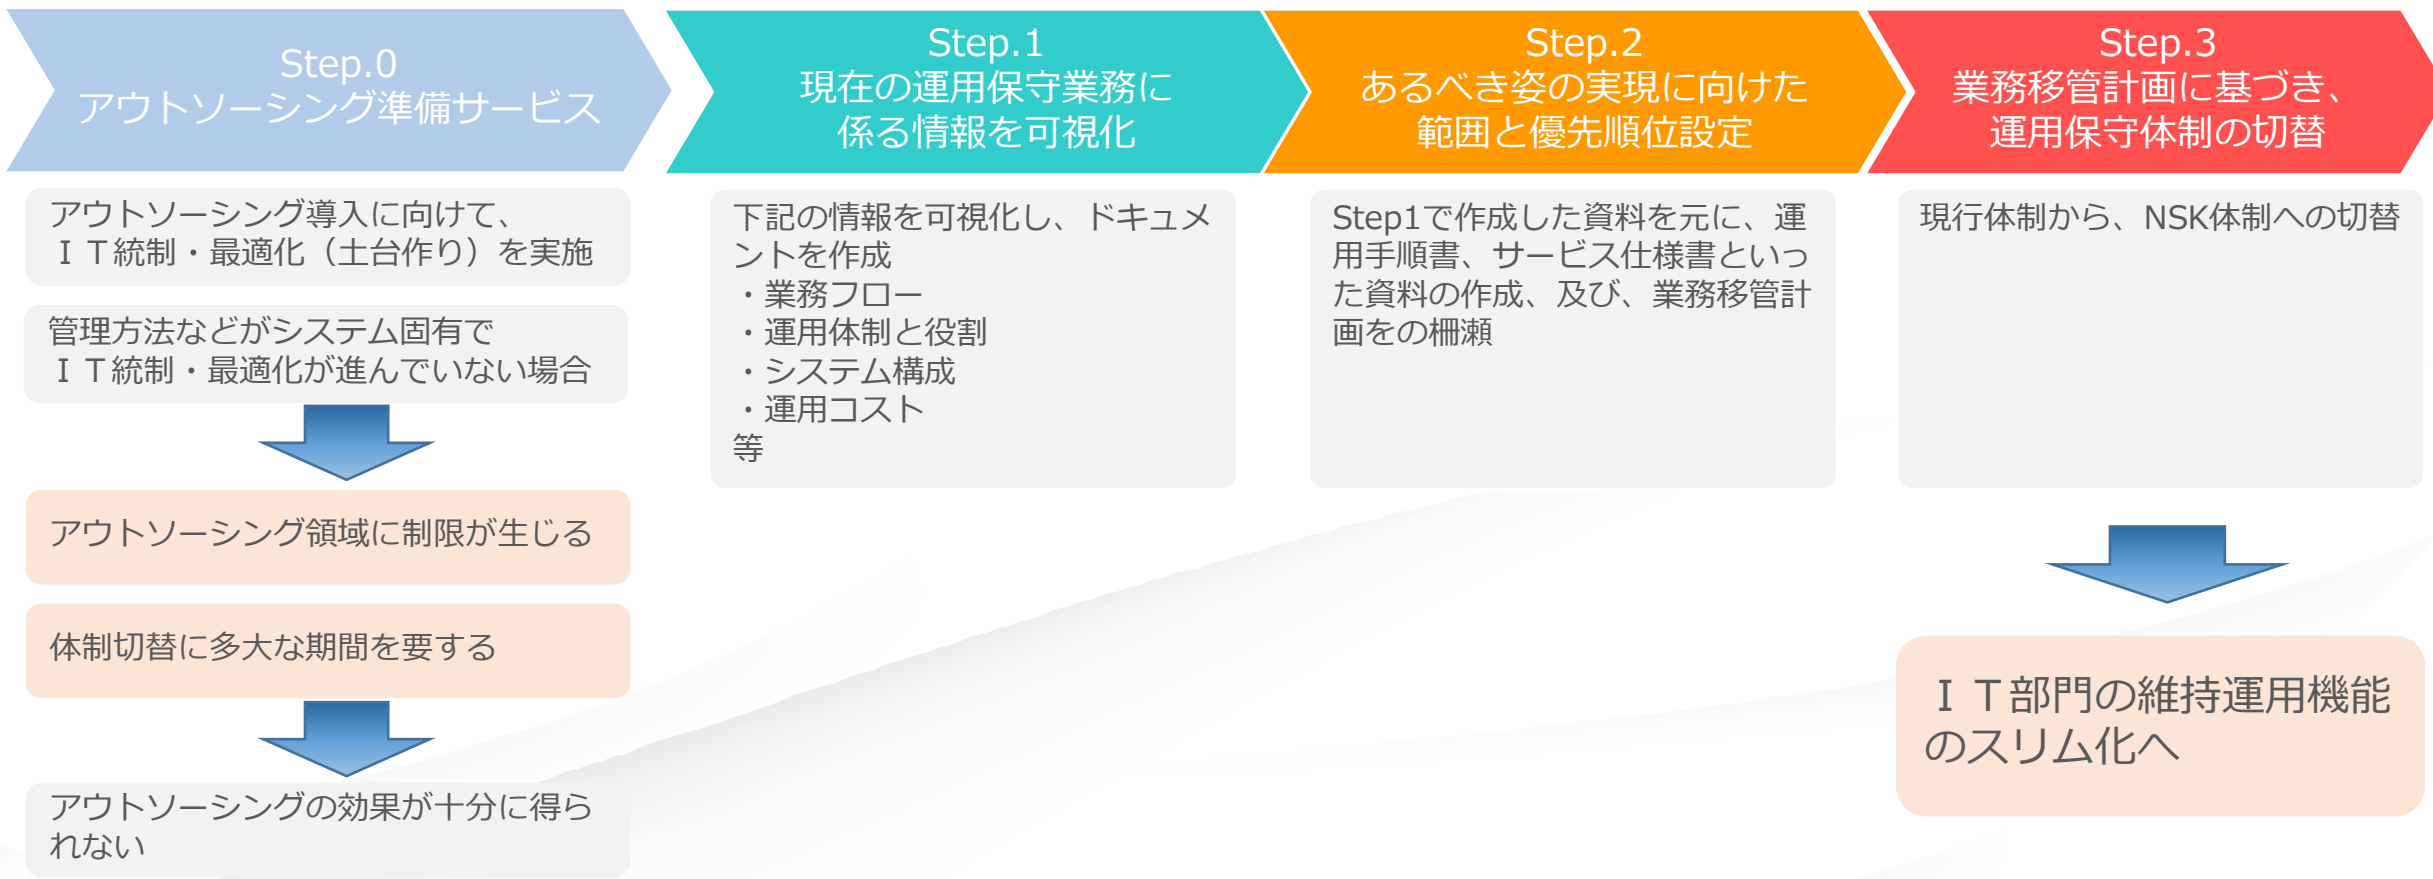 Step.0
アウトソーシング準備サービス
アウトソーシング導入に向けて、
ＩＴ統制・最適化（土台作り）を実施
管理方法などがシステム固有で
ＩＴ統制・最適化が進んでいない場合
アウトソーシング領域に制限が生じる
体制切替に多大な期間を要する
アウトソーシングの効果が十分に得ら
れない
Step.1
現在の運用保守業務に
係る情報を可視化
下記の情報を可視化し、ドキュメ
ントを作成
・業務フロー
・運用体制と役割
・システム構成
・運用コスト
等
Step.2
あるべき姿の実現に向けた
範囲と優先順位設定
Step1で作成した資料を元に、運
用手順書、サービス仕様書といっ
た資料の作成、及び、業務移管計
画をの柵瀬
Step.3
業務移管計画に基づき、
運用保守体制の切替
現行体制から、NSK体制への切替
ＩＴ部門の維持運用機能
のスリム化へ